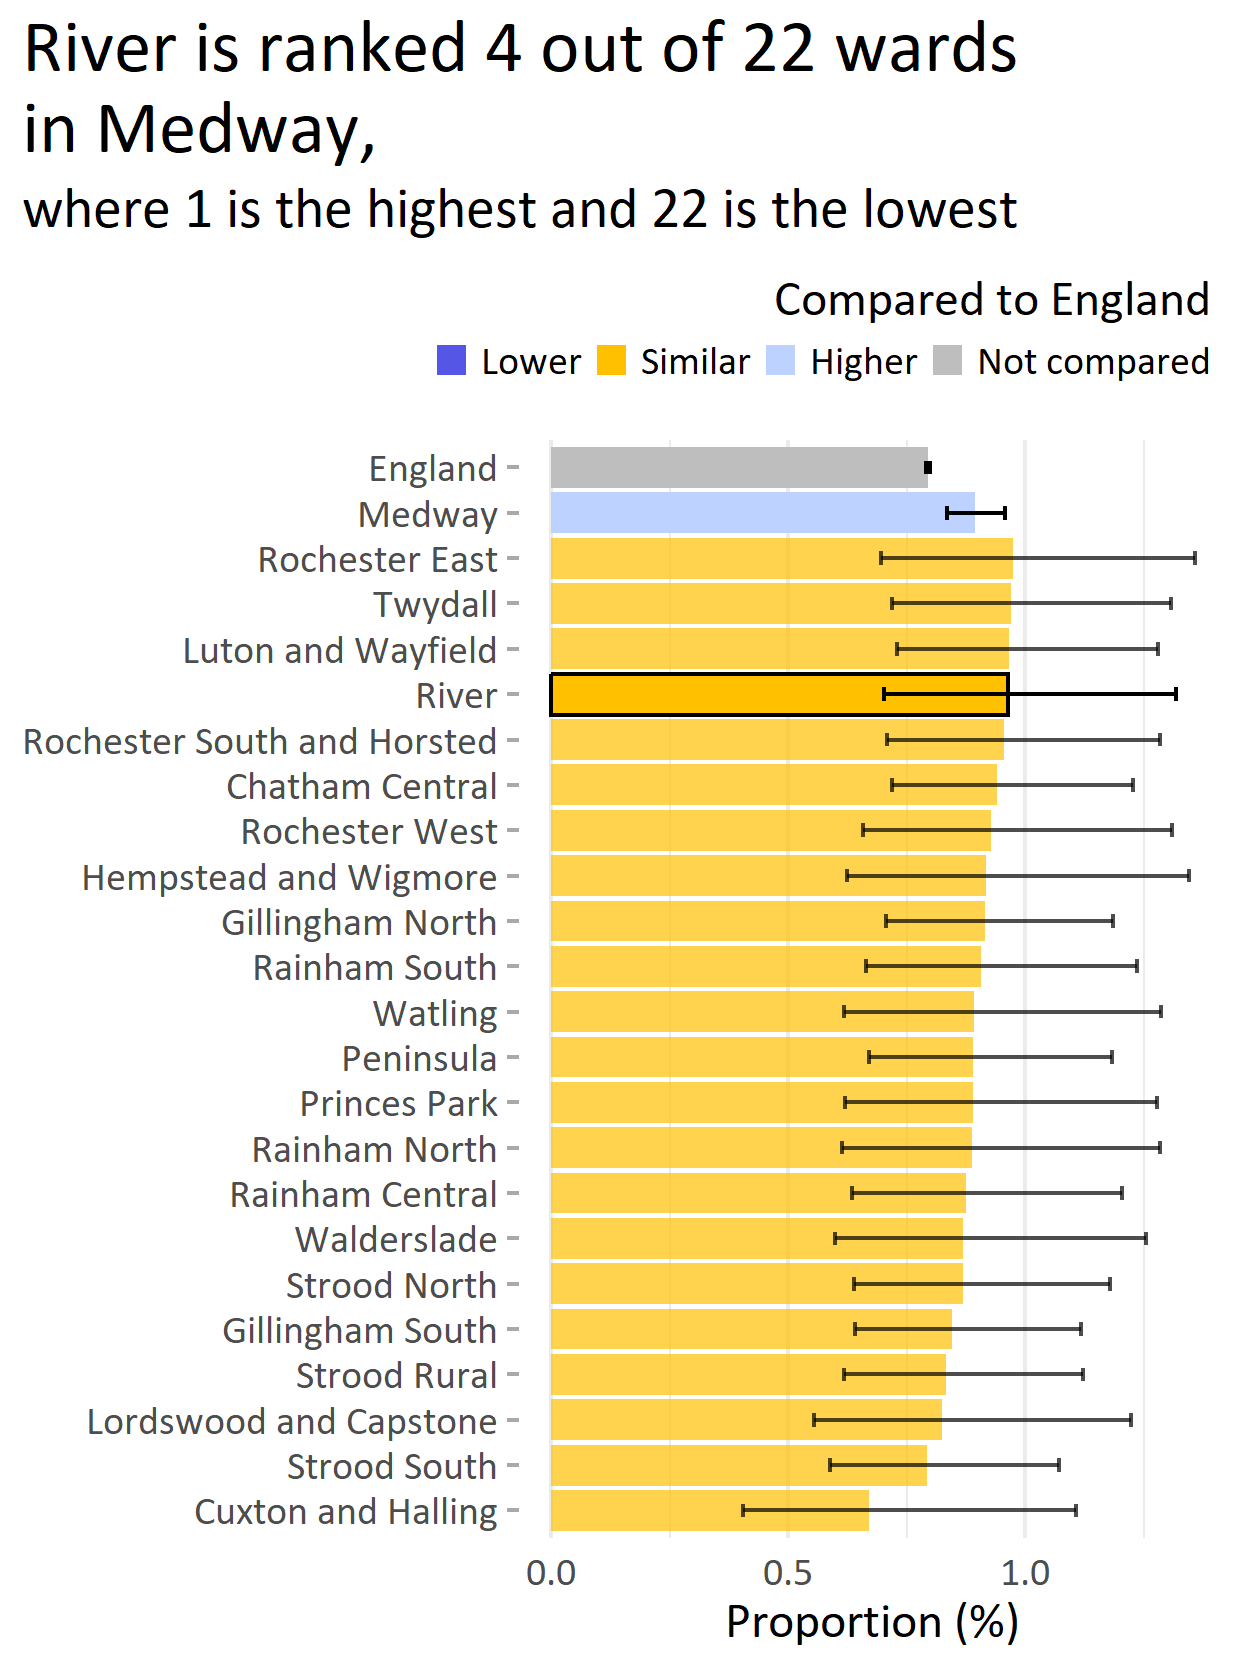 River is ranked 4 out of 22 wards
in Medway,
where 1 is the highest and 22 is the lowest
Compared to England
Lower Similar Higher Not compared
England
Medway
Rochester East
Twydall
Luton and Wayfield
River
Rochester South and Horsted
Chatham Central
Rochester West
Hempstead and Wigmore
Gillingham North
Rainham South
Watling
Peninsula
Princes Park
Rainham North
Rainham Central
Walderslade
Strood North
Gillingham South
Strood Rural
Lordswood and Capstone
Strood South
Cuxton and Halling
0.0 0.5 1.0
Proportion (%)